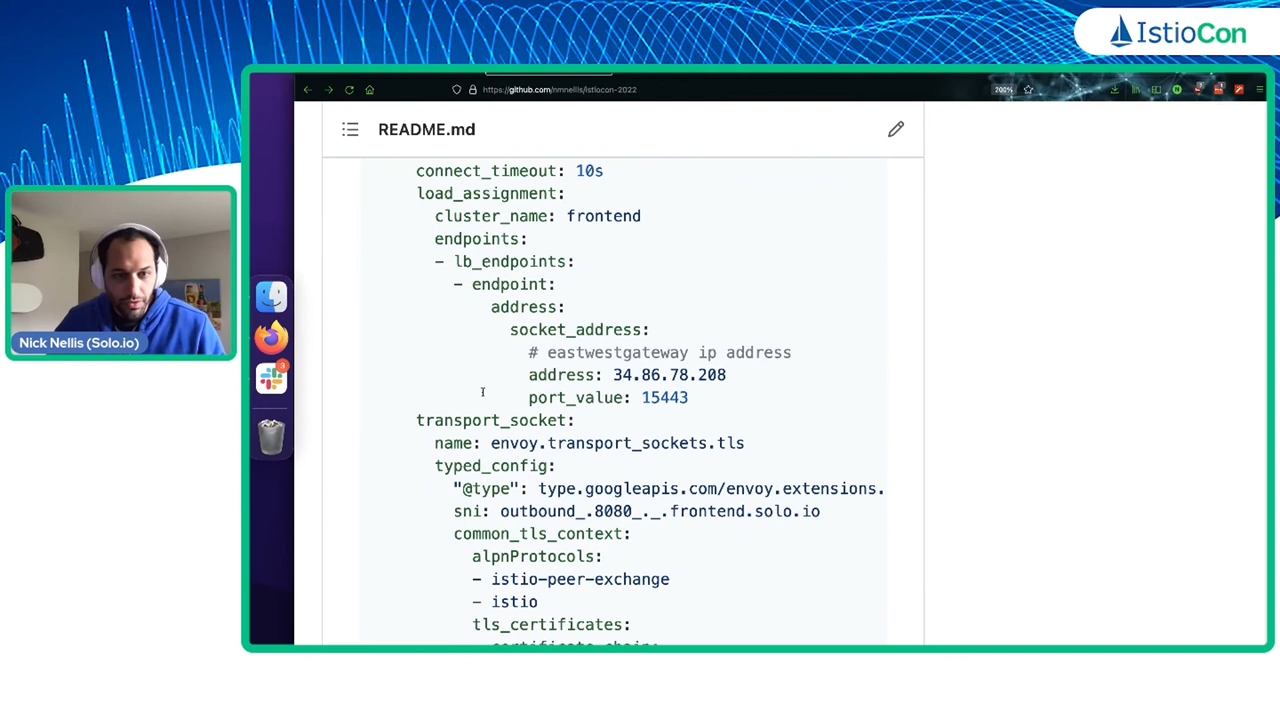 IstioCon
https://github.com/nmnellis/istiocon-2022
200%
README.md
connect_timeout: 10s
load_assignment:
cluster_name: frontend
endpoints:
- lb_endpoints:
- endpoint:
address:
socket_address:
# eastwestgateway ip address
address: 34.86.78.208
port_value: 15443
transport_socket:
name: envoy.transport_sockets.tls
typed_config:
"@type": type.googleapis.com/envoy.extensions.
sni: outbound_.8080_._.frontend.solo.io
common_tls_context:
alpnProtocols:
- istio-peer-exchange
- istio
tls_certificates:
- certificate_chain:
Nick Nellis (Solo.io)
3